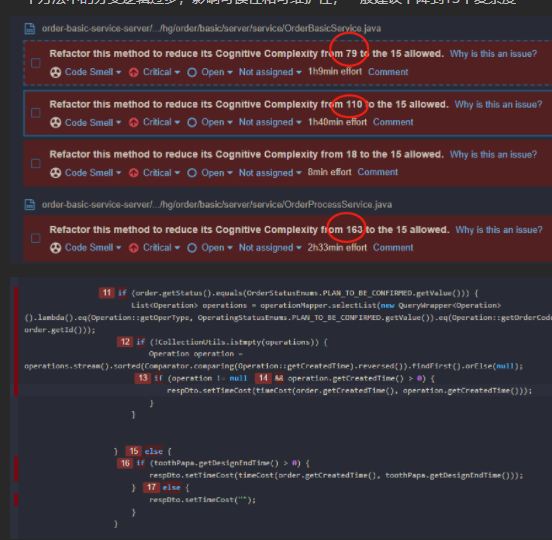 order-basic-service-server/.../hg/order/basic/server/service/OrderBasicService.java
Refactor this method to reduce its Cognitive Complexity from 79 to the 15 allowed. Why is this an issue?
Code Smell Critical Open Not assigned 1h9min effort Comment
Refactor this method to reduce its Cognitive Complexity from 110 to the 15 allowed. Why is this an issue?
Code Smell Critical Open Not assigned 1h40min effort Comment
Refactor this method to reduce its Cognitive Complexity from 18 to the 15 allowed. Why is this an issue?
Code Smell Critical Open Not assigned 8min effort Comment
order-basic-service-server/.../hg/order/basic/server/service/OrderProcessService.java
Refactor this method to reduce its Cognitive Complexity from 163 to the 15 allowed. Why is this an issue?
Code Smell Critical Open Not assigned 2h33min effort Comment
11 if (order.getStatus().equals(OrderStatusEnums.PLAN_TO_BE_CONFIRMED.getValue())) {
List<Operation> operations = operationMapper.selectList(new QueryWrapper<Operation>
().lambda().eq(Operation::getOperType, OperatingStatusEnums.PLAN_TO_BE_CONFIRMED.getValue()).eq(Operation::getOrderCod
order.getId()));
12 if (!CollectionUtils.isEmpty(operations)) {
Operation operation =
operations.stream().sorted(Comparator.comparing(Operation::getCreatedTime).reversed()).findFirst().orElse(null);
13 if (operation != null 14 && operation.getCreatedTime() > 0) {
respDto.setTimeCost(timeCost(order.getCreatedTime(), operation.getCreatedTime()));
}
}
} 15 else {
16 if (toothPapa.getDesignEndTime() > 0) {
respDto.setTimeCost(timeCost(order.getCreatedTime(), toothPapa.getDesignEndTime()));
} 17 else {
respDto.setTimeCost("");
}
}